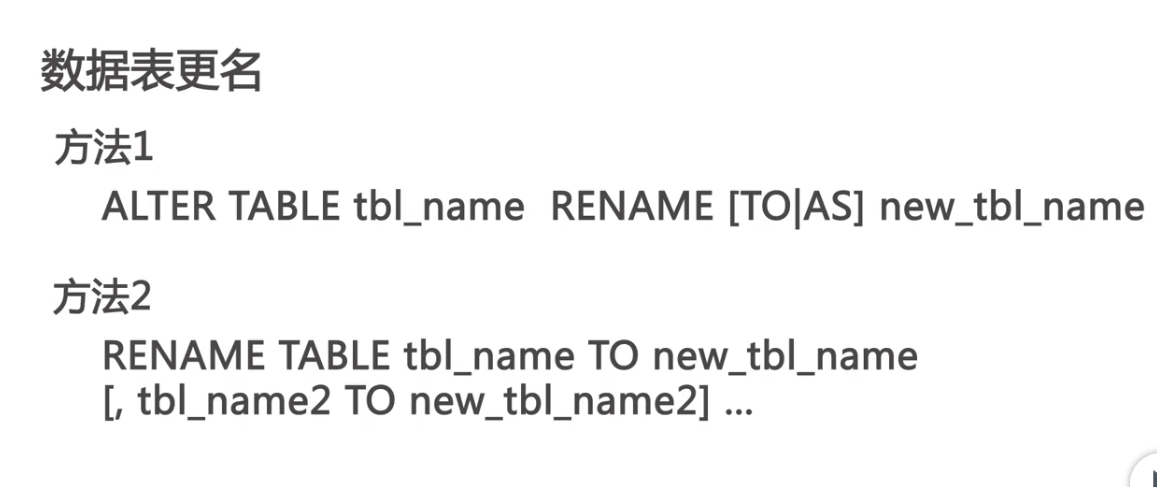 数据表更名
方法1
ALTER TABLE tbl_name  RENAME [TO|AS] new_tbl_name
方法2
RENAME TABLE tbl_name TO new_tbl_name
[, tbl_name2 TO new_tbl_name2] ...